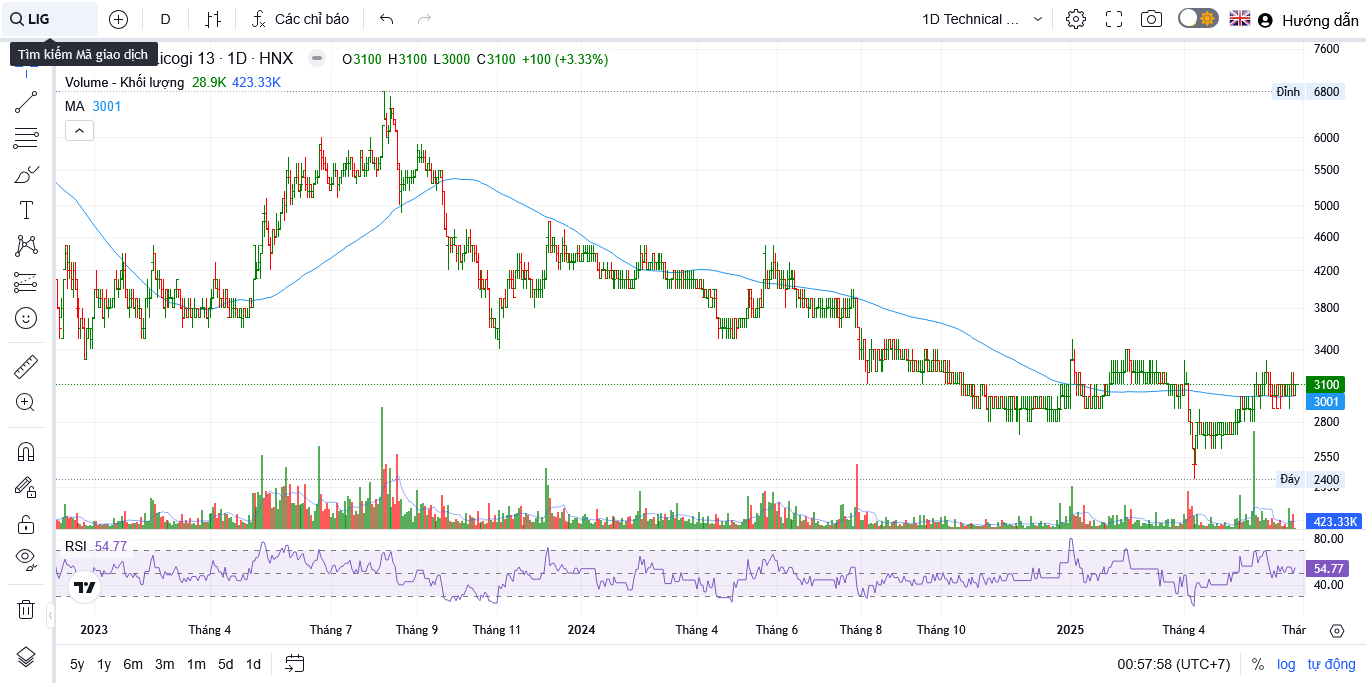 LIG
D
Các chỉ báo
1D Technical ...
Hướng dẫn
Tìm kiếm Mã giao dịch
Licogi 13 · 1D · HNX
O3100 H3100 L3000 C3100 +100 (+3.33%)
Volume - Khối lượng 28.9K 423.33K
MA 3001
7600
Đỉnh 6800
6000
5500
5000
4600
4200
3800
3400
3100
3001
2800
2550
Đáy 2400
423.33K
RSI 54.77
80.00
54.77
40.00
2023 Tháng 4 Tháng 7 Tháng 9 Tháng 11 2024 Tháng 4 Tháng 6 Tháng 8 Tháng 10 2025 Tháng 4 Thár
5y 1y 6m 3m 1m 5d 1d
00:57:58 (UTC+7) % log tự động